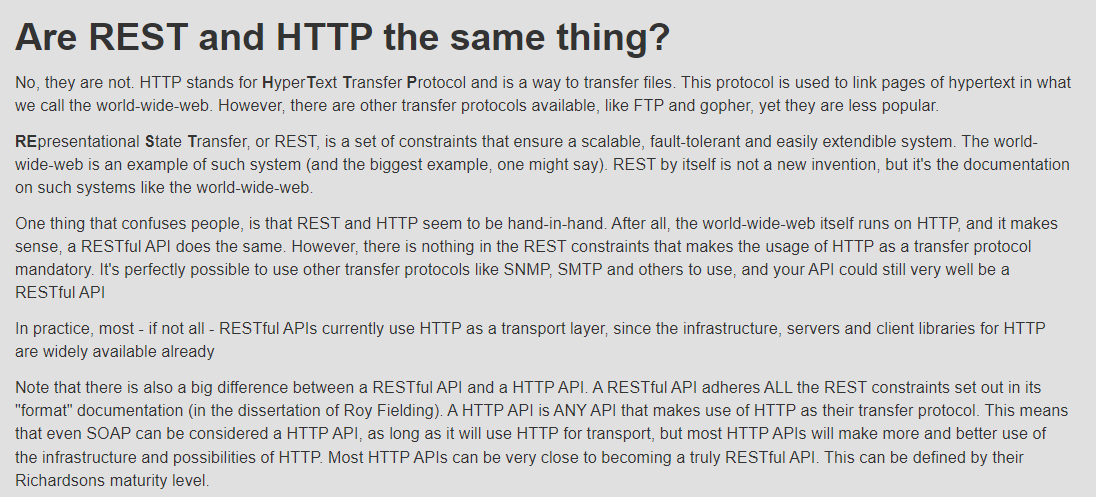 Are REST and HTTP the same thing?
No, they are not. HTTP stands for HyperText Transfer Protocol and is a way to transfer files. This protocol is used to link pages of hypertext in what
we call the world-wide-web. However, there are other transfer protocols available, like FTP and gopher, yet they are less popular.
REpresentational State Transfer, or REST, is a set of constraints that ensure a scalable, fault-tolerant and easily extendible system. The world-
wide-web is an example of such system (and the biggest example, one might say). REST by itself is not a new invention, but it's the documentation
on such systems like the world-wide-web.
One thing that confuses people, is that REST and HTTP seem to be hand-in-hand. After all, the world-wide-web itself runs on HTTP, and it makes
sense, a RESTful API does the same. However, there is nothing in the REST constraints that makes the usage of HTTP as a transfer protocol
mandatory. It's perfectly possible to use other transfer protocols like SNMP, SMTP and others to use, and your API could still very well be a
RESTful API
In practice, most - if not all - RESTful APIs currently use HTTP as a transport layer, since the infrastructure, servers and client libraries for HTTP
are widely available already
Note that there is also a big difference between a RESTful API and a HTTP API. A RESTful API adheres ALL the REST constraints set out in its
"format" documentation (in the dissertation of Roy Fielding). A HTTP API is ANY API that makes use of HTTP as their transfer protocol. This means
that even SOAP can be considered a HTTP API, as long as it will use HTTP for transport, but most HTTP APIs will make more and better use of
the infrastructure and possibilities of HTTP. Most HTTP APIs can be very close to becoming a truly RESTful API. This can be defined by their
Richardsons maturity level.